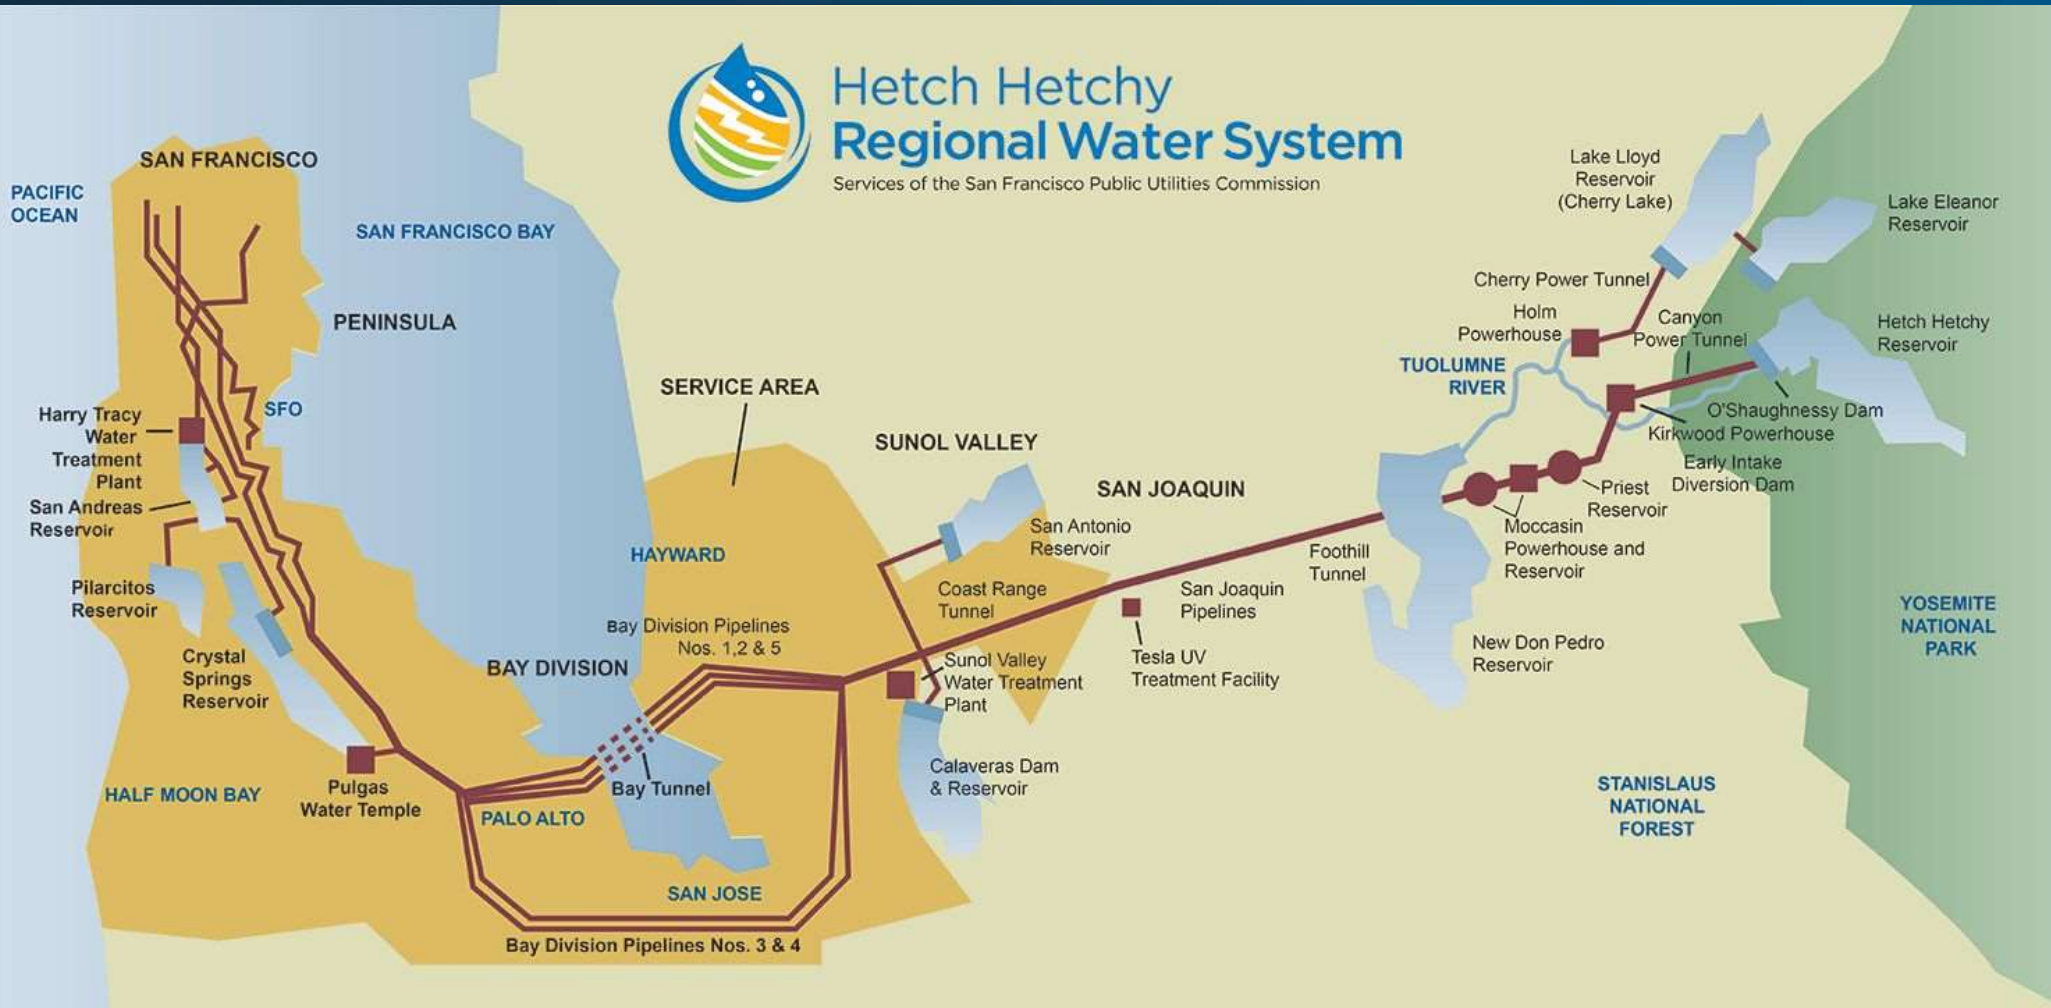 Hetch Hetchy
Regional Water System
Services of the San Francisco Public Utilities Commission
SAN FRANCISCO
PACIFIC
OCEAN
SAN FRANCISCO BAY
PENINSULA
SFO
Harry Tracy
Water
Treatment
Plant
San Andreas
Reservoir
Pilarcitos
Reservoir
Crystal
Springs
Reservoir
HALF MOON BAY
Pulgas
Water Temple
SERVICE AREA
HAYWARD
Bay Division Pipelines
Nos. 1,2 & 5
BAY DIVISION
Bay Tunnel
PALO ALTO
SAN JOSE
Bay Division Pipelines Nos. 3 & 4
SUNOL VALLEY
San Antonio
Reservoir
Coast Range
Tunnel
Sunol Valley
Water Treatment
Plant
Calaveras Dam
& Reservoir
SAN JOAQUIN
San Joaquin
Pipelines
Tesla UV
Treatment Facility
Foothill
Tunnel
New Don Pedro
Reservoir
Lake Lloyd
Reservoir
(Cherry Lake)
Lake Eleanor
Reservoir
Cherry Power Tunnel
Holm
Powerhouse
Canyon
Power Tunnel
Hetch Hetchy
Reservoir
TUOLUMNE
RIVER
O'Shaughnessy Dam
Kirkwood Powerhouse
Early Intake
Diversion Dam
Priest
Reservoir
Moccasin
Powerhouse and
Reservoir
YOSEMITE
NATIONAL
PARK
STANISLAUS
NATIONAL
FOREST